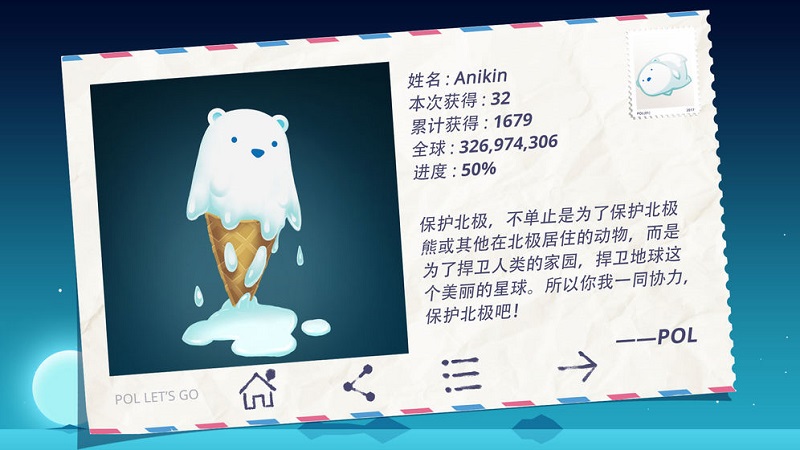 姓名：Anikin
本次获得：32
累计获得：1679
全球：326,974,306
进度：50%
保护北极，不单止是为了保护北极
熊或其他在北极居住的动物，而是
为了捍卫人类的家园，捍卫地球这
个美丽的星球。所以你我一同协力，
保护北极吧！
——POL
POL LET'S GO